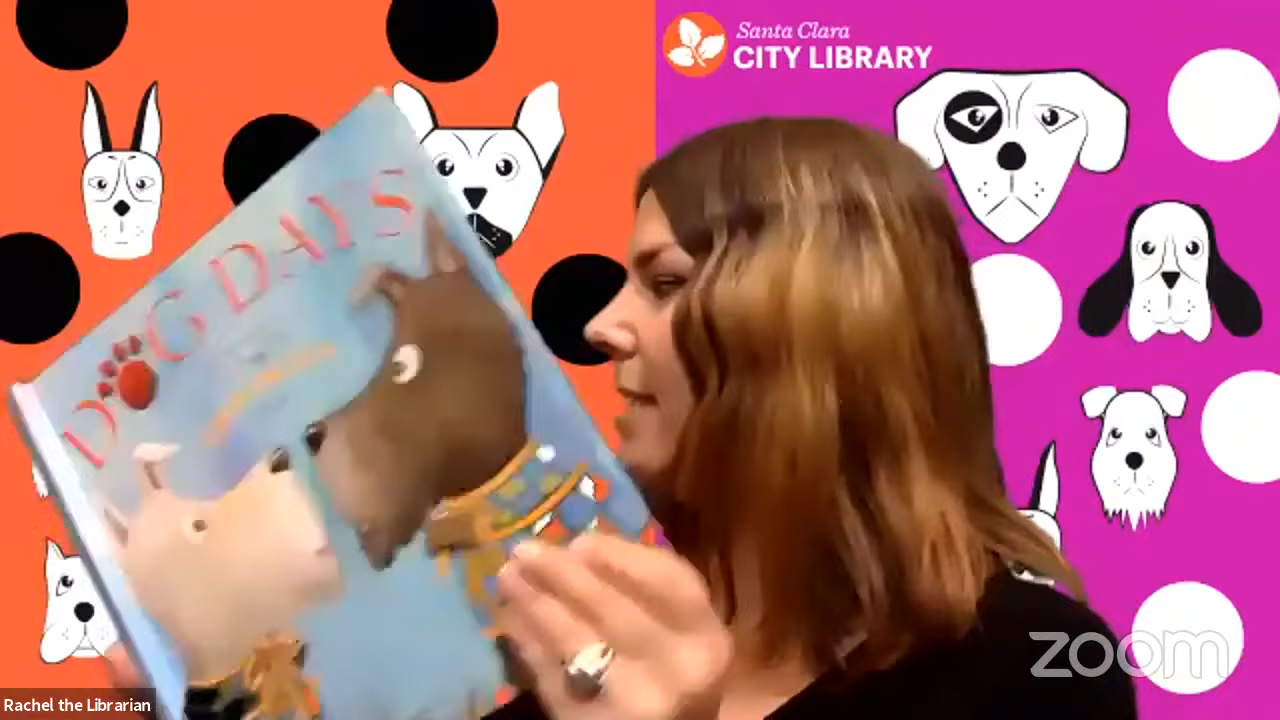 Santa Clara
CITY LIBRARY
DOG DAYS
zoom
Rachel the Librarian